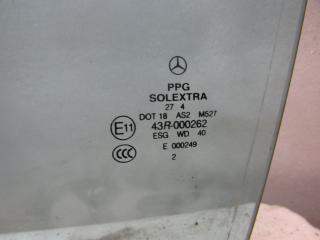 PPG
SOLEXTRA
27 4
DOT 18 AS2 M527
E11 43R-000262
ESG WD 40
CCC E 000249
2